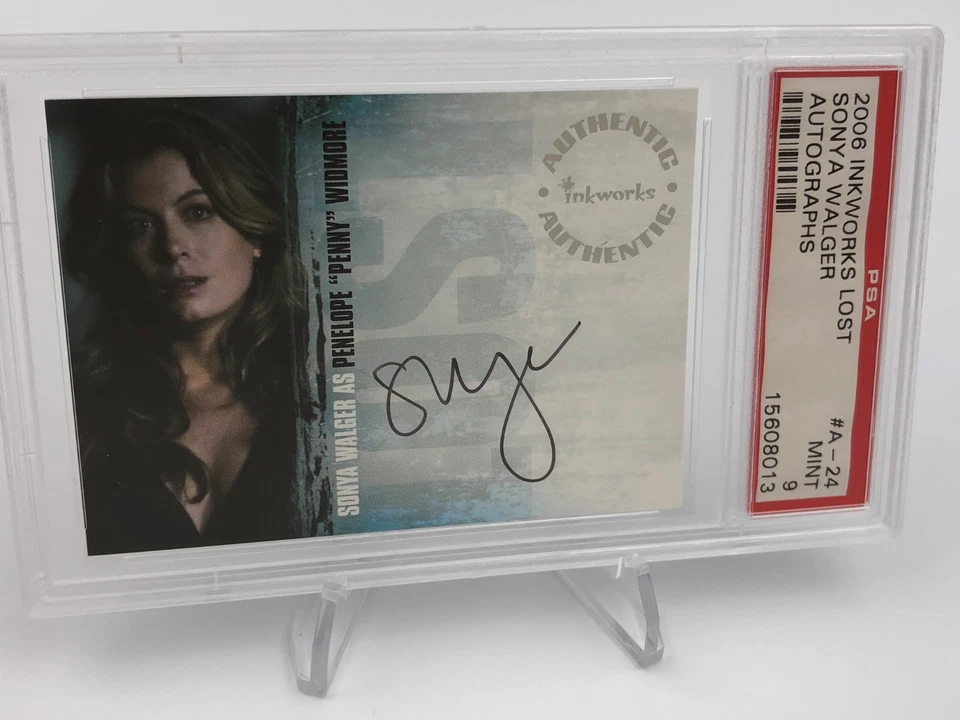 SONYA WALGER AS PENELOPE "PENNY" WIDMORE
AUTHENTIC
inkworks
AUTHENTIC
PSA
2006 INKWORKS LOST #A-24
SONYA WALGER MINT
AUTOGRAPHS 9
15608013